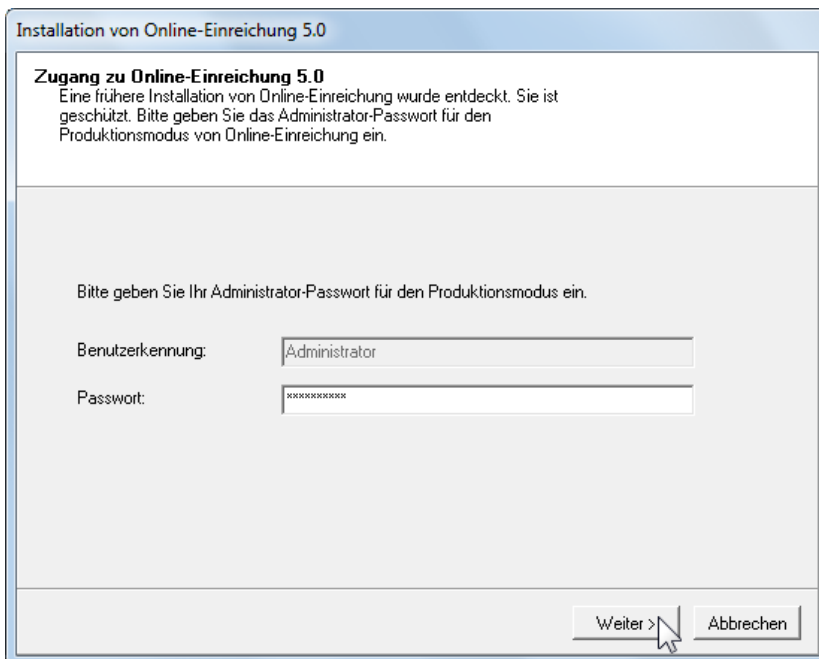 Installation von Online-Einreichung 5.0
Zugang zu Online-Einreichung 5.0
Eine frühere Installation von Online-Einreichung wurde entdeckt. Sie ist
geschützt. Bitte geben Sie das Administrator-Passwort für den
Produktionsmodus von Online-Einreichung ein.
Bitte geben Sie Ihr Administrator-Passwort für den Produktionsmodus ein.
Benutzerkennung:
Administrator
Passwort:
**********
Weiter >
Abbrechen